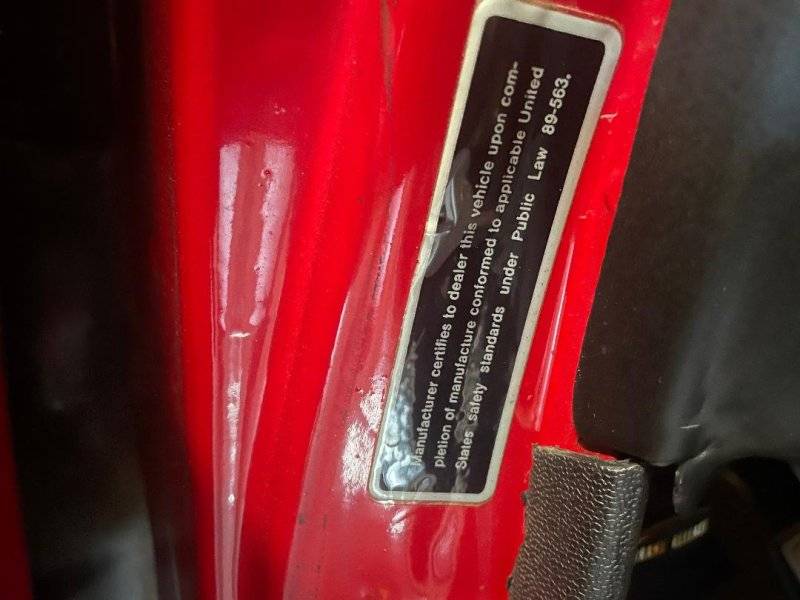 Manufacturer certifies to dealer this vehicle upon com-
pletion of manufacture conformed to applicable United
States safety standards under Public Law 89-563.